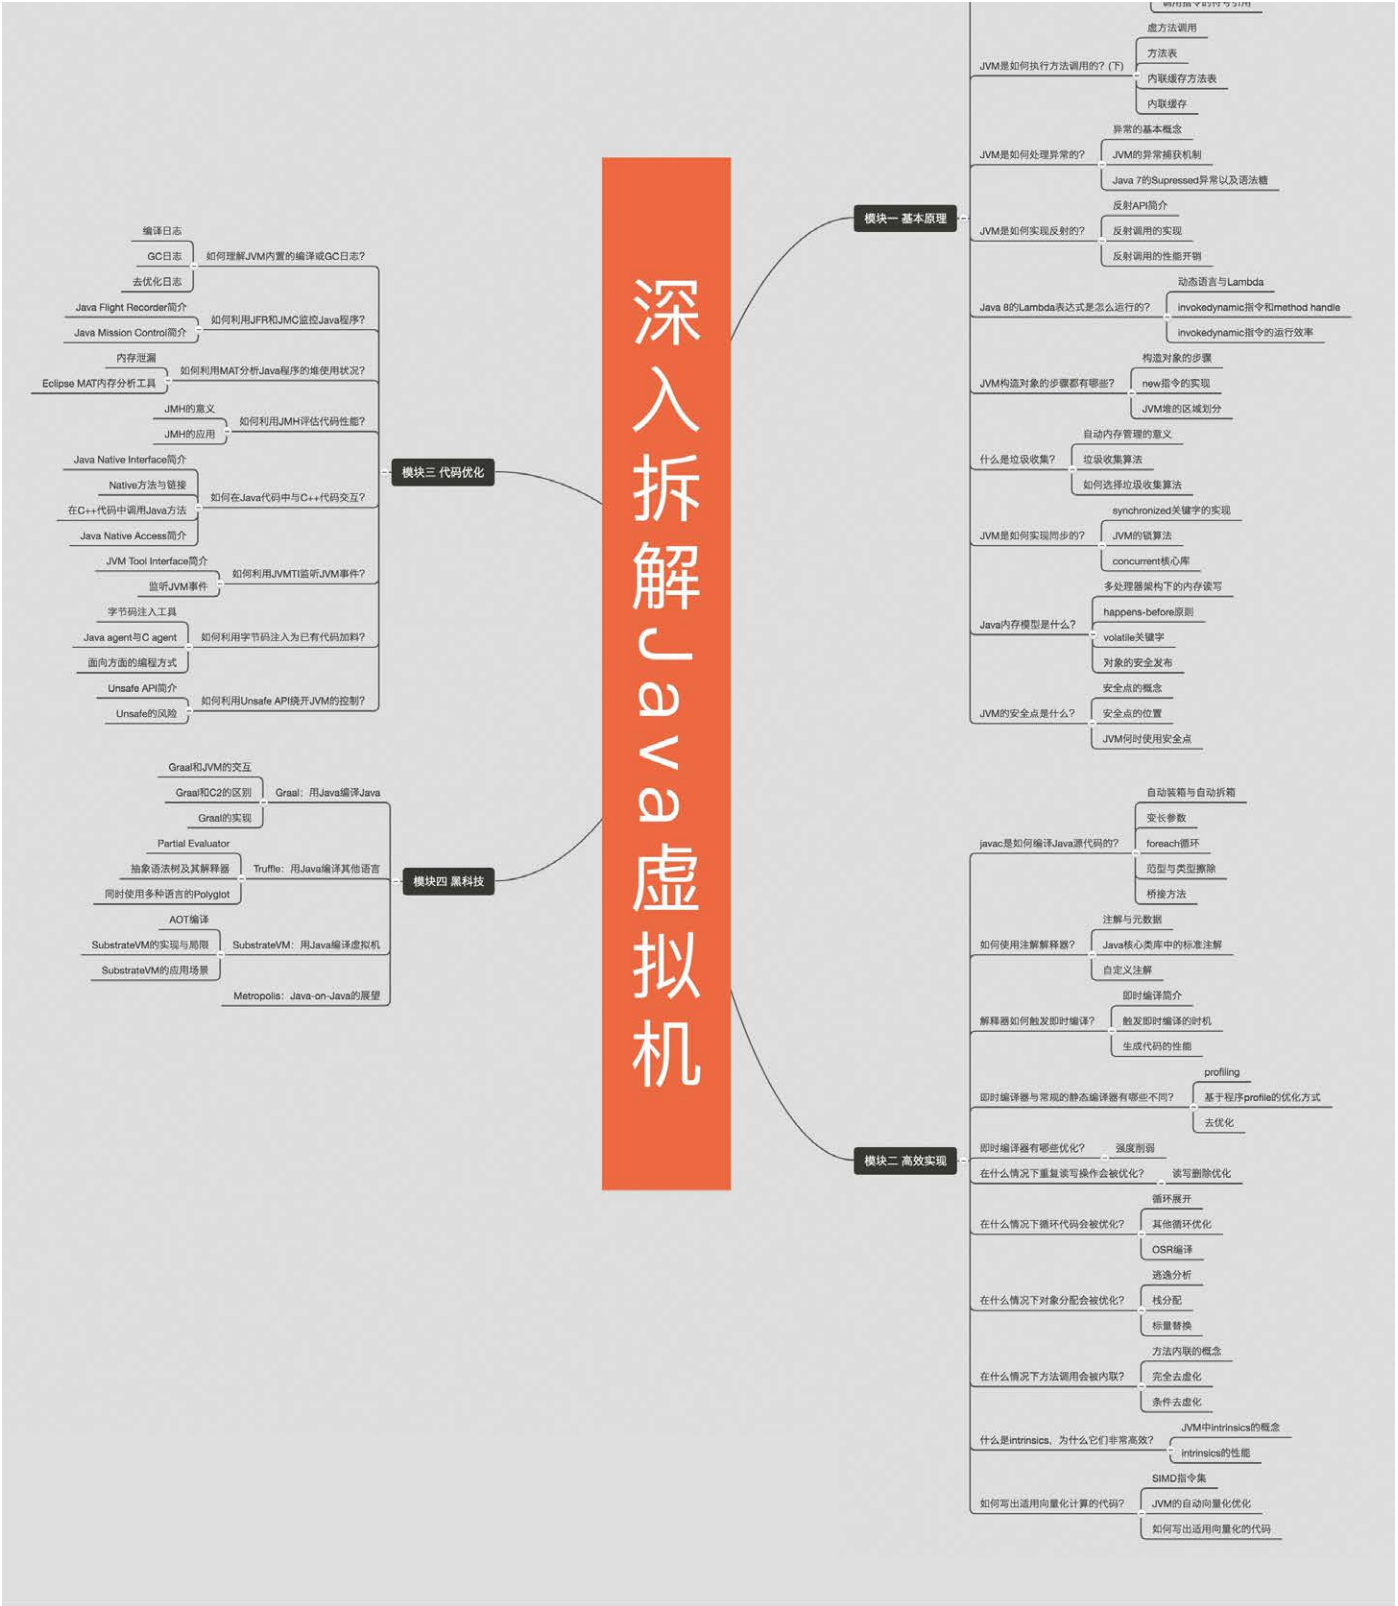 深入拆解Java虚拟机
模块一 基本原理
调用指令的符号引用
JVM是如何执行方法调用的？(下)
虚方法调用
方法表
内联缓存方法表
内联缓存
JVM是如何处理异常的？
异常的基本概念
JVM的异常捕获机制
Java 7的Supressed异常以及语法糖
JVM是如何实现反射的？
反射API简介
反射调用的实现
反射调用的性能开销
Java 8的Lambda表达式是怎么运行的？
动态语言与Lambda
invokedynamic指令和method handle
invokedynamic指令的运行效率
JVM构造对象的步骤都有哪些？
构造对象的步骤
new指令的实现
JVM堆的区域划分
什么是垃圾收集？
自动内存管理的意义
垃圾收集算法
如何选择垃圾收集算法
JVM是如何实现同步的？
synchronized关键字的实现
JVM的锁算法
concurrent核心库
Java内存模型是什么？
多处理器架构下的内存读写
happens-before原则
volatile关键字
对象的安全发布
JVM的安全点是什么？
安全点的概念
安全点的位置
JVM何时使用安全点
模块二 高效实现
javac是如何编译Java源代码的？
自动装箱与自动拆箱
变长参数
foreach循环
范型与类型擦除
桥接方法
如何使用注解解释器？
注解与元数据
Java核心类库中的标准注解
自定义注解
解释器如何触发即时编译？
即时编译简介
触发即时编译的时机
生成代码的性能
即时编译器与常规的静态编译器有哪些不同？
profiling
基于程序profile的优化方式
去优化
即时编译器有哪些优化？
强度削弱
在什么情况下重复读写操作会被优化？
读写删除优化
在什么情况下循环代码会被优化？
循环展开
其他循环优化
OSR编译
在什么情况下对象分配会被优化？
逃逸分析
栈分配
标量替换
在什么情况下方法调用会被内联？
方法内联的概念
完全去虚化
条件去虚化
什么是intrinsics，为什么它们非常高效？
JVM中intrinsics的概念
intrinsics的性能
如何写出适用向量化计算的代码？
SIMD指令集
JVM的自动向量化优化
如何写出适用向量化的代码
模块三 代码优化
如何理解JVM内置的编译或GC日志？
编译日志
GC日志
去优化日志
如何利用JFR和JMC监控Java程序？
Java Flight Recorder简介
Java Mission Control简介
如何利用MAT分析Java程序的堆使用状况？
内存泄漏
Eclipse MAT内存分析工具
如何利用JMH评估代码性能？
JMH的意义
JMH的应用
如何在Java代码中与C++代码交互？
Java Native Interface简介
Native方法与链接
在C++代码中调用Java方法
Java Native Access简介
如何利用JVMTI监听JVM事件？
JVM Tool Interface简介
监听JVM事件
如何利用字节码注入为已有代码加料？
字节码注入工具
Java agent与C agent
面向方面的编程方式
如何利用Unsafe API绕开JVM的控制？
Unsafe API简介
Unsafe的风险
模块四 黑科技
Graal：用Java编译Java
Graal和JVM的交互
Graal和C2的区别
Graal的实现
Truffle：用Java编译其他语言
Partial Evaluator
抽象语法树及其解释器
同时使用多种语言的Polyglot
SubstrateVM：用Java编译虚拟机
AOT编译
SubstrateVM的实现与局限
SubstrateVM的应用场景
Metropolis：Java-on-Java的展望